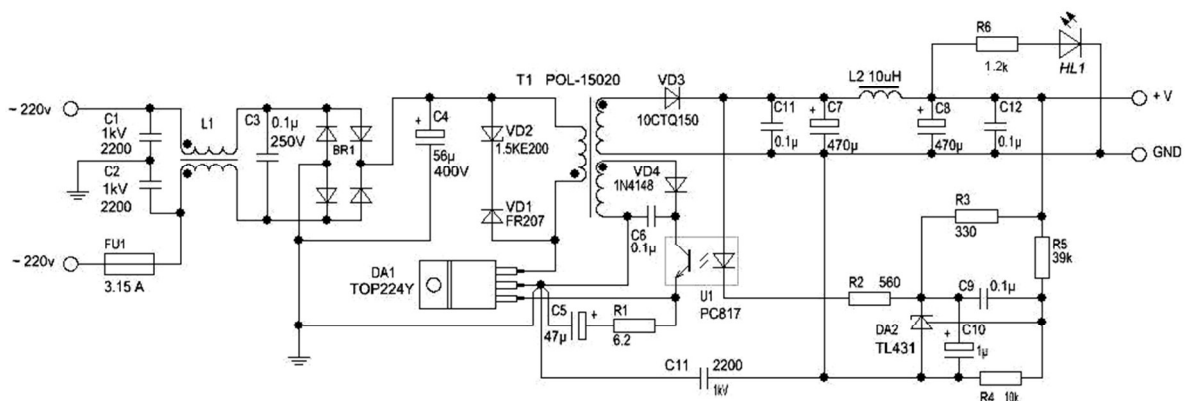 ~ 220v
C1
1kV
2200
C2
1kV
2200
~ 220v
FU1
3.15 A
L1
C3
0.1µ
250V
BR1
C4
+
56µ
400V
VD2
1.5KE200
VD1
FR207
T1 POL-15020
VD3
10CTQ150
VD4
1N4148
C6
0.1µ
DA1
TOP224Y
C5
+
47µ
R1
6.2
U1
PC817
C11
2200
1kV
C11
0.1µ
+
C7
470µ
L2 10uH
+
C8
470µ
C12
0.1µ
R6
1.2k
HL1
+ V
GND
R3
330
R5
39k
R2
560
C9
0.1µ
DA2
TL431
+
C10
1µ
R4
10k